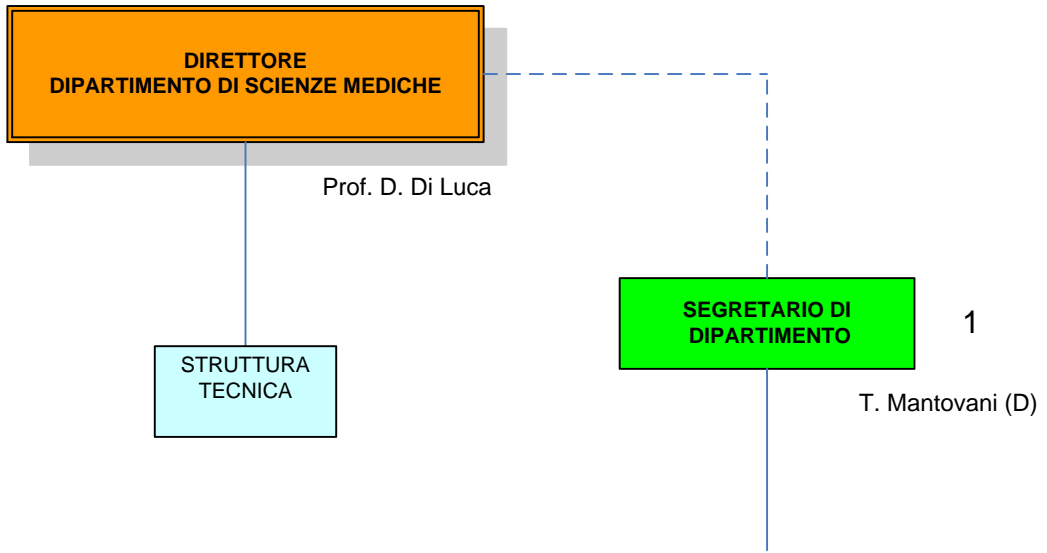 DIRETTORE
DIPARTIMENTO DI SCIENZE MEDICHE
Prof. D. Di Luca
SEGRETARIO DI
DIPARTIMENTO
1
T. Mantovani (D)
STRUTTURA
TECNICA